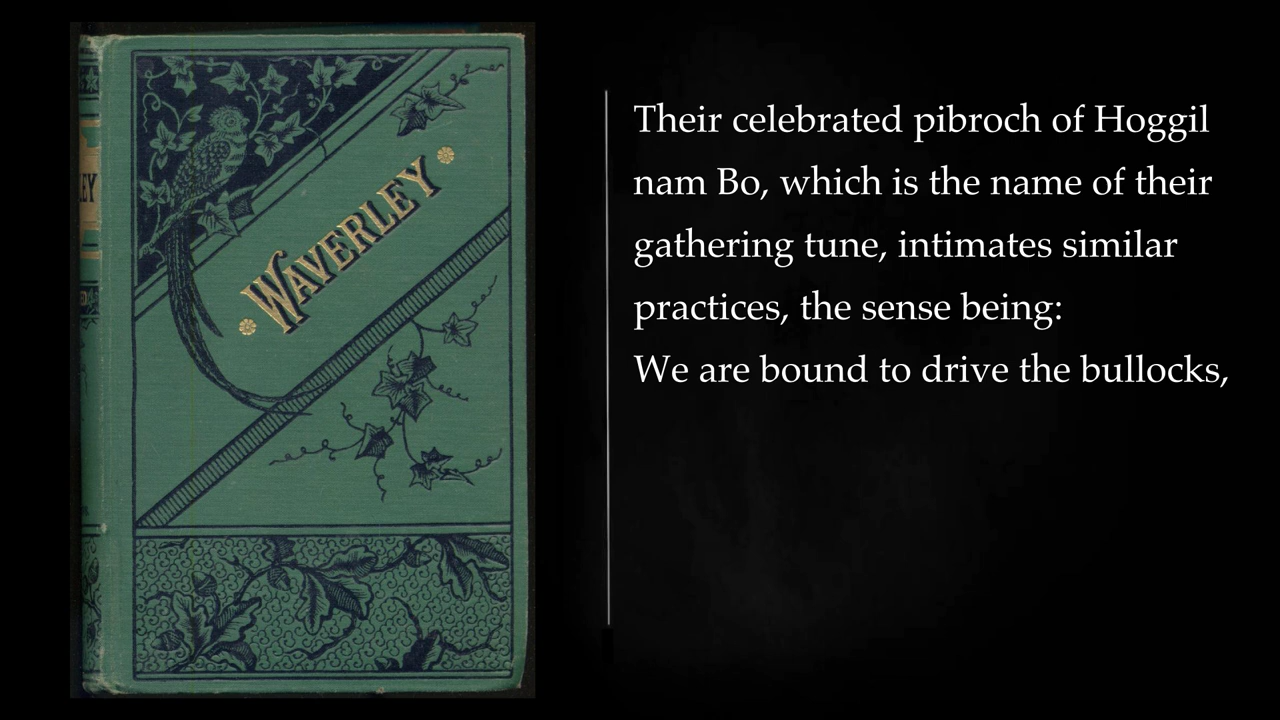 WAVERLEY
Their celebrated pibroch of Hoggil
nam Bo, which is the name of their
gathering tune, intimates similar
practices, the sense being:
We are bound to drive the bullocks,